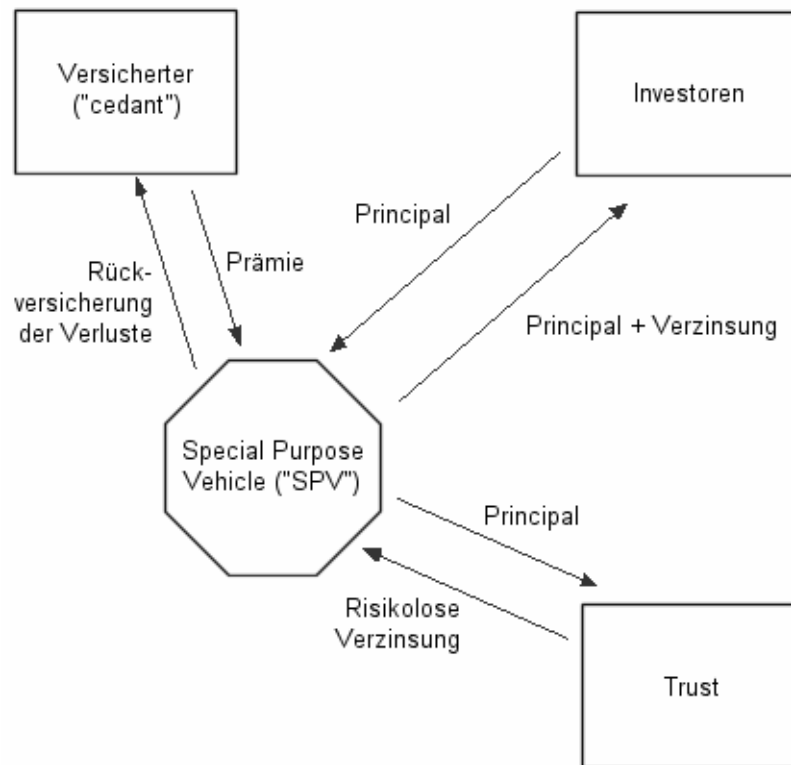 Versicherter
("cedant")
Investoren
Principal
Prämie
Rück-
versicherung
der Verluste
Principal + Verzinsung
Special Purpose
Vehicle ("SPV")
Principal
Risikolose
Verzinsung
Trust